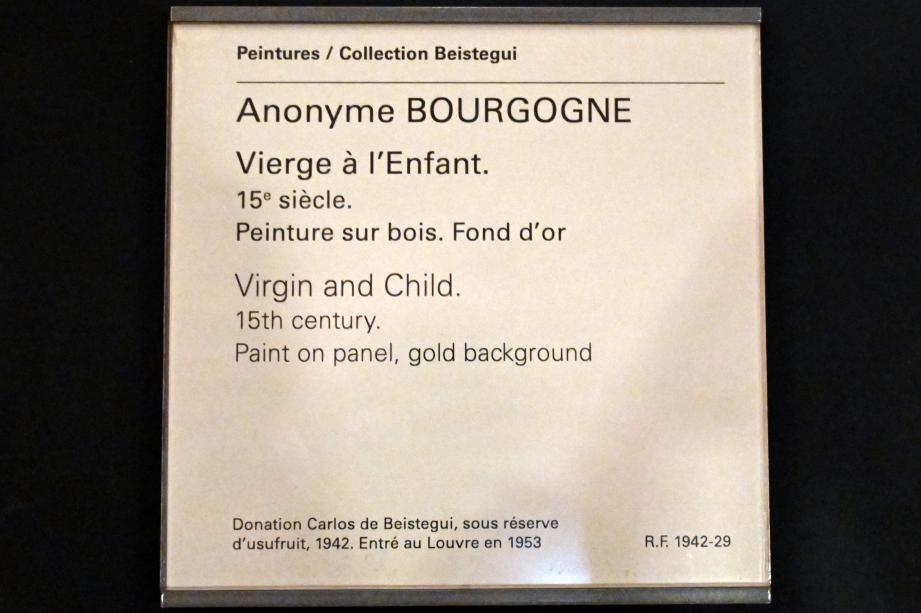 Peintures / Collection Beistegui
Anonyme BOURGOGNE
Vierge à l'Enfant.
15e siècle.
Peinture sur bois. Fond d'or
Virgin and Child.
15th century.
Paint on panel, gold background
Donation Carlos de Beistegui, sous réserve
d'usufruit, 1942. Entré au Louvre en 1953
R.F. 1942-29